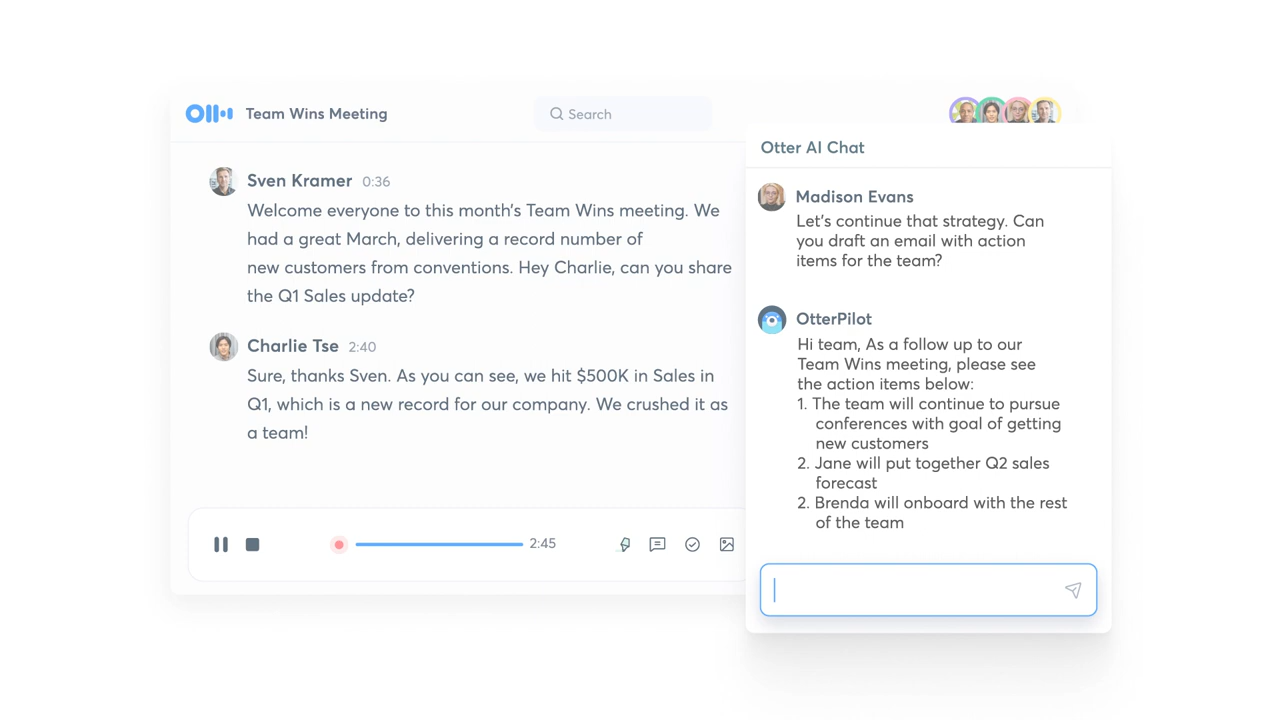 Team Wins Meeting
Search
Sven Kramer 0:36
Welcome everyone to this month's Team Wins meeting. We
had a great March, delivering a record number of
new customers from conventions. Hey Charlie, can you share
the Q1 Sales update?
Charlie Tse 2:40
Sure, thanks Sven. As you can see, we hit $500K in Sales in
Q1, which is a new record for our company. We crushed it as
a team!
2:45
Otter AI Chat
Madison Evans
Let's continue that strategy. Can
you draft an email with action
items for the team?
OtterPilot
Hi team, As a follow up to our
Team Wins meeting, please see
the action items below:
1. The team will continue to pursue
conferences with goal of getting
new customers
2. Jane will put together Q2 sales
forecast
2. Brenda will onboard with the rest
of the team